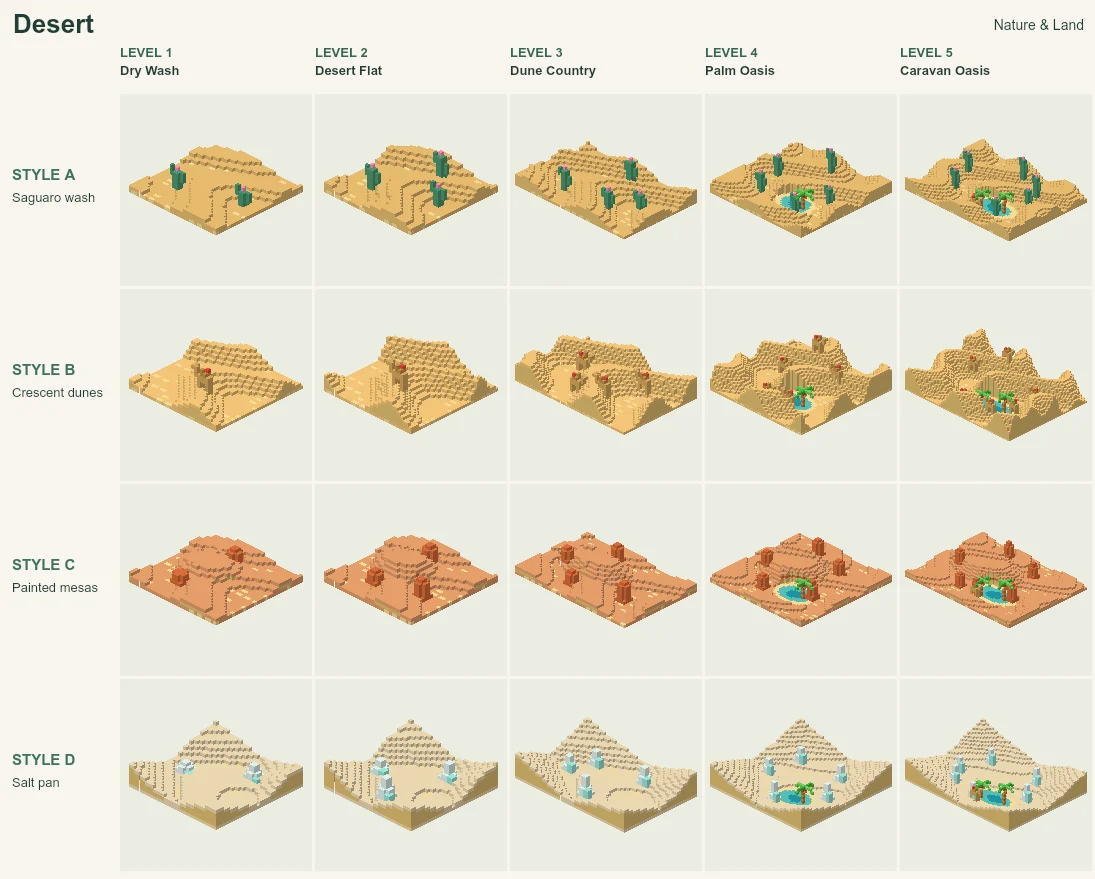 Desert
Nature & Land
LEVEL 1
Dry Wash
LEVEL 2
Desert Flat
LEVEL 3
Dune Country
LEVEL 4
Palm Oasis
LEVEL 5
Caravan Oasis
STYLE A
Saguaro wash
STYLE B
Crescent dunes
STYLE C
Painted mesas
STYLE D
Salt pan